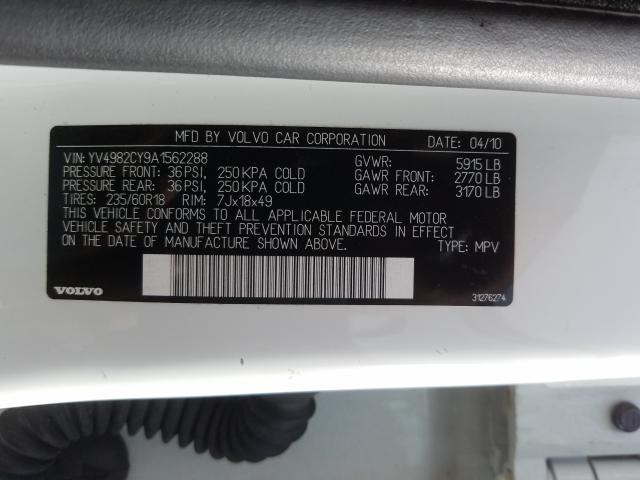 MFD BY VOLVO CAR CORPORATION DATE: 04/10
VIN: YV4982CY9A1562288 GVWR: 5915 LB
PRESSURE FRONT: 36 PSI, 250 KPA COLD GAWR FRONT: 2770 LB
PRESSURE REAR: 36 PSI, 250 KPA COLD GAWR REAR: 3170 LB
TIRES: 235/60R18 RIM: 7Jx18x49
THIS VEHICLE CONFORMS TO ALL APPLICABLE FEDERAL MOTOR
VEHICLE SAFETY AND THEFT PREVENTION STANDARDS IN EFFECT
ON THE DATE OF MANUFACTURE SHOWN ABOVE. TYPE: MPV
VOLVO 31276274